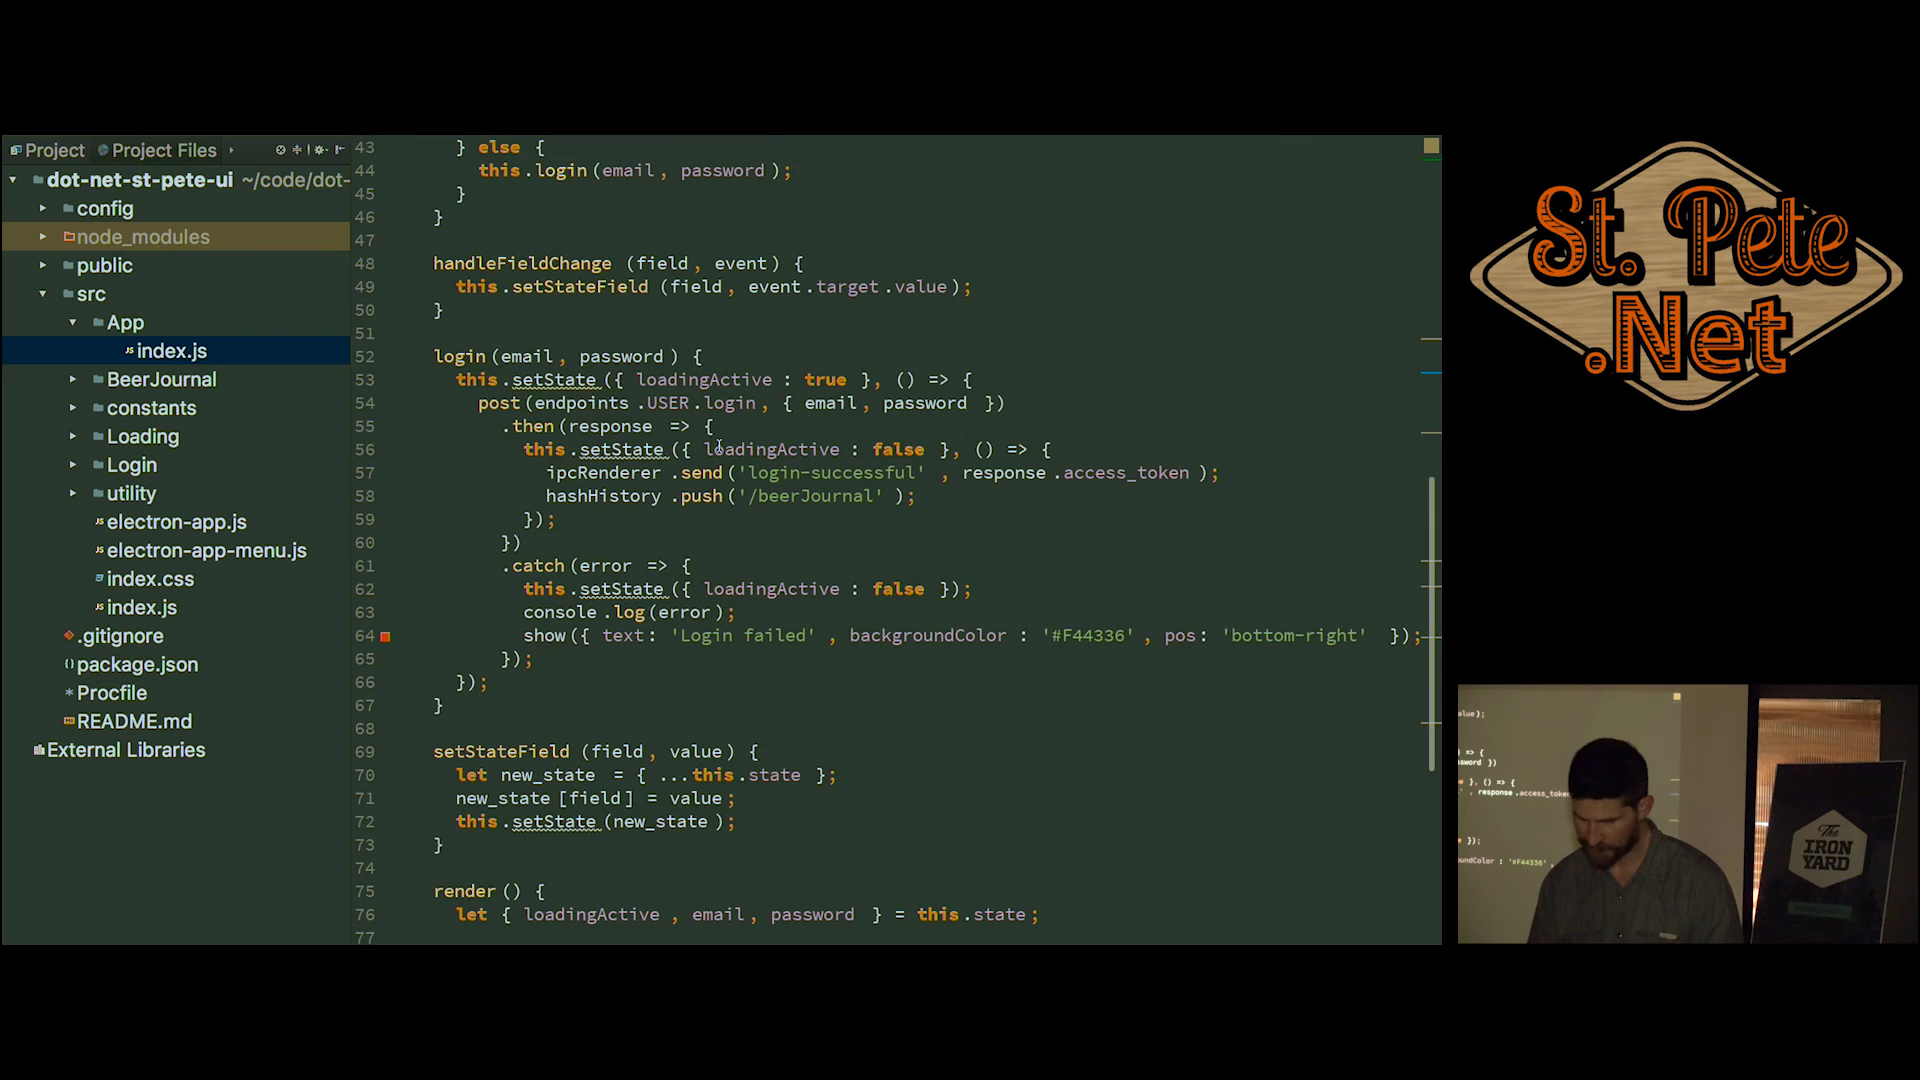 Project Project Files
dot-net-st-pete-ui ~/code/dot-
config
node_modules
public
src
App
index.js
BeerJournal
constants
Loading
Login
utility
electron-app.js
electron-app-menu.js
index.css
index.js
.gitignore
package.json
Procfile
README.md
External Libraries
43 } else {
44 this.login(email, password);
45 }
46 }
47
48 handleFieldChange (field, event) {
49 this.setStateField (field, event.target.value);
50 }
51
52 login(email, password) {
53 this.setState({ loadingActive : true }, () => {
54 post(endpoints.USER.login, { email, password })
55 .then(response => {
56 this.setState({ loadingActive : false }, () => {
57 ipcRenderer.send('login-successful' , response.access_token);
58 hashHistory.push('/beerJournal' );
59 });
60 })
61 .catch(error => {
62 this.setState({ loadingActive : false });
63 console.log(error);
64 show({ text: 'Login failed' , backgroundColor : '#F44336' , pos: 'bottom-right' });
65 });
66 });
67 }
68
69 setStateField (field, value) {
70 let new_state = { ...this.state };
71 new_state[field] = value;
72 this.setState(new_state);
73 }
74
75 render() {
76 let { loadingActive , email, password } = this.state;
77
St. Pete
.Net
alue);
=> {
sword })
}, () => {
, response.access_token
});
undColor : '#F44336' ,
The
IRON
YARD